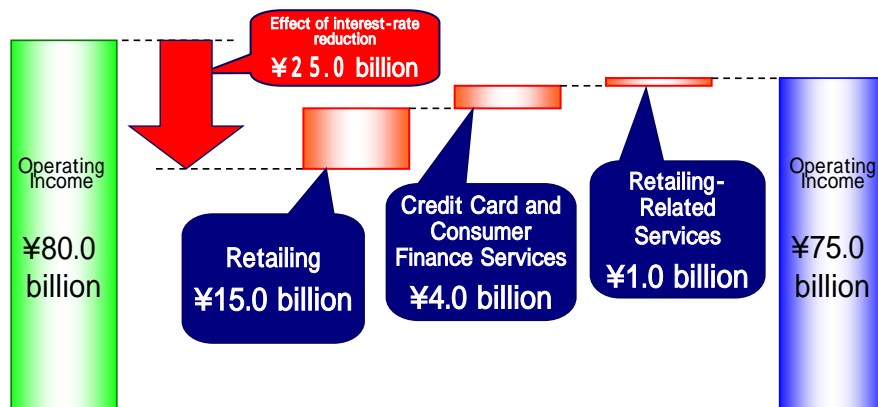 Effect of interest-rate
reduction
¥25.0 billion
Operating
Income
¥80.0
billion
Retailing
¥15.0 billion
Credit Card and
Consumer
Finance Services
¥4.0 billion
Retailing-
Related
Services
¥1.0 billion
Operating
Income
¥75.0
billion